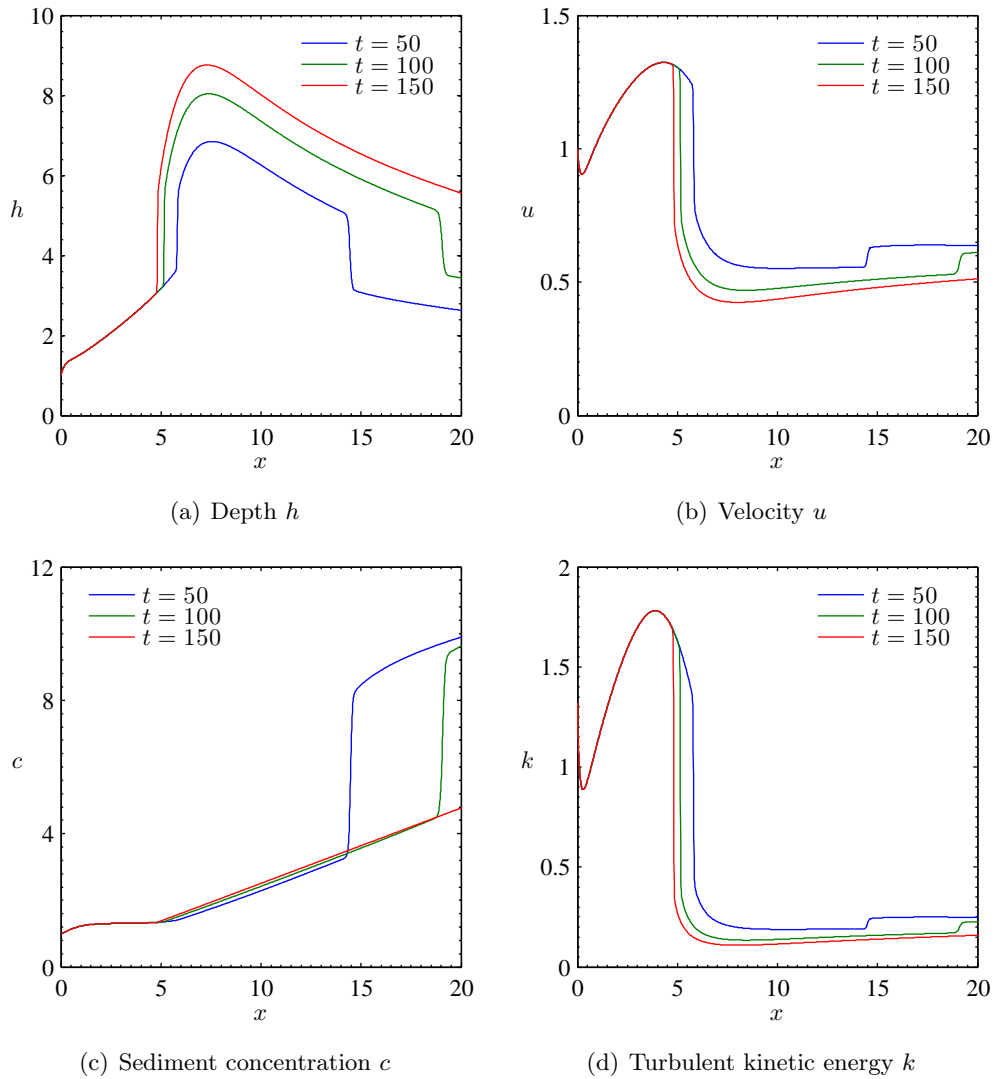 10
8
6
4
2
0
h
t = 50
t = 100
t = 150
0 5 10 15 20
x
(a) Depth h
1.5
1
0.5
0
u
t = 50
t = 100
t = 150
0 5 10 15 20
x
(b) Velocity u
12
8
4
0
c
t = 50
t = 100
t = 150
0 5 10 15 20
x
(c) Sediment concentration c
2
1.5
1
0.5
0
k
t = 50
t = 100
t = 150
0 5 10 15 20
x
(d) Turbulent kinetic energy k